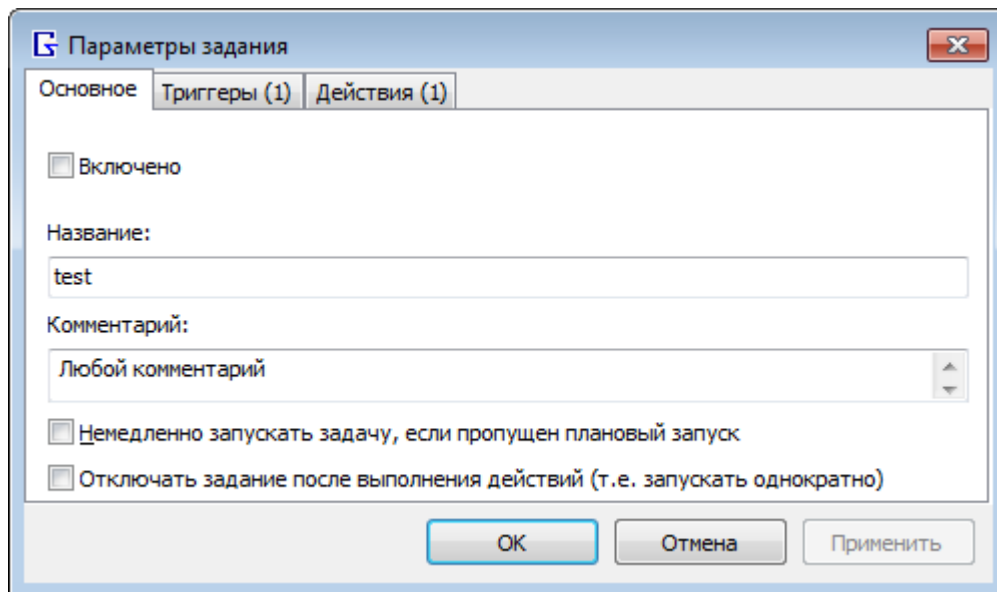 Параметры задания
Основное Триггеры (1) Действия (1)
Включено
Название:
test
Комментарий:
Любой комментарий
Немедленно запускать задачу, если пропущен плановый запуск
Отключать задание после выполнения действий (т.е. запускать однократно)
ОК Отмена Применить